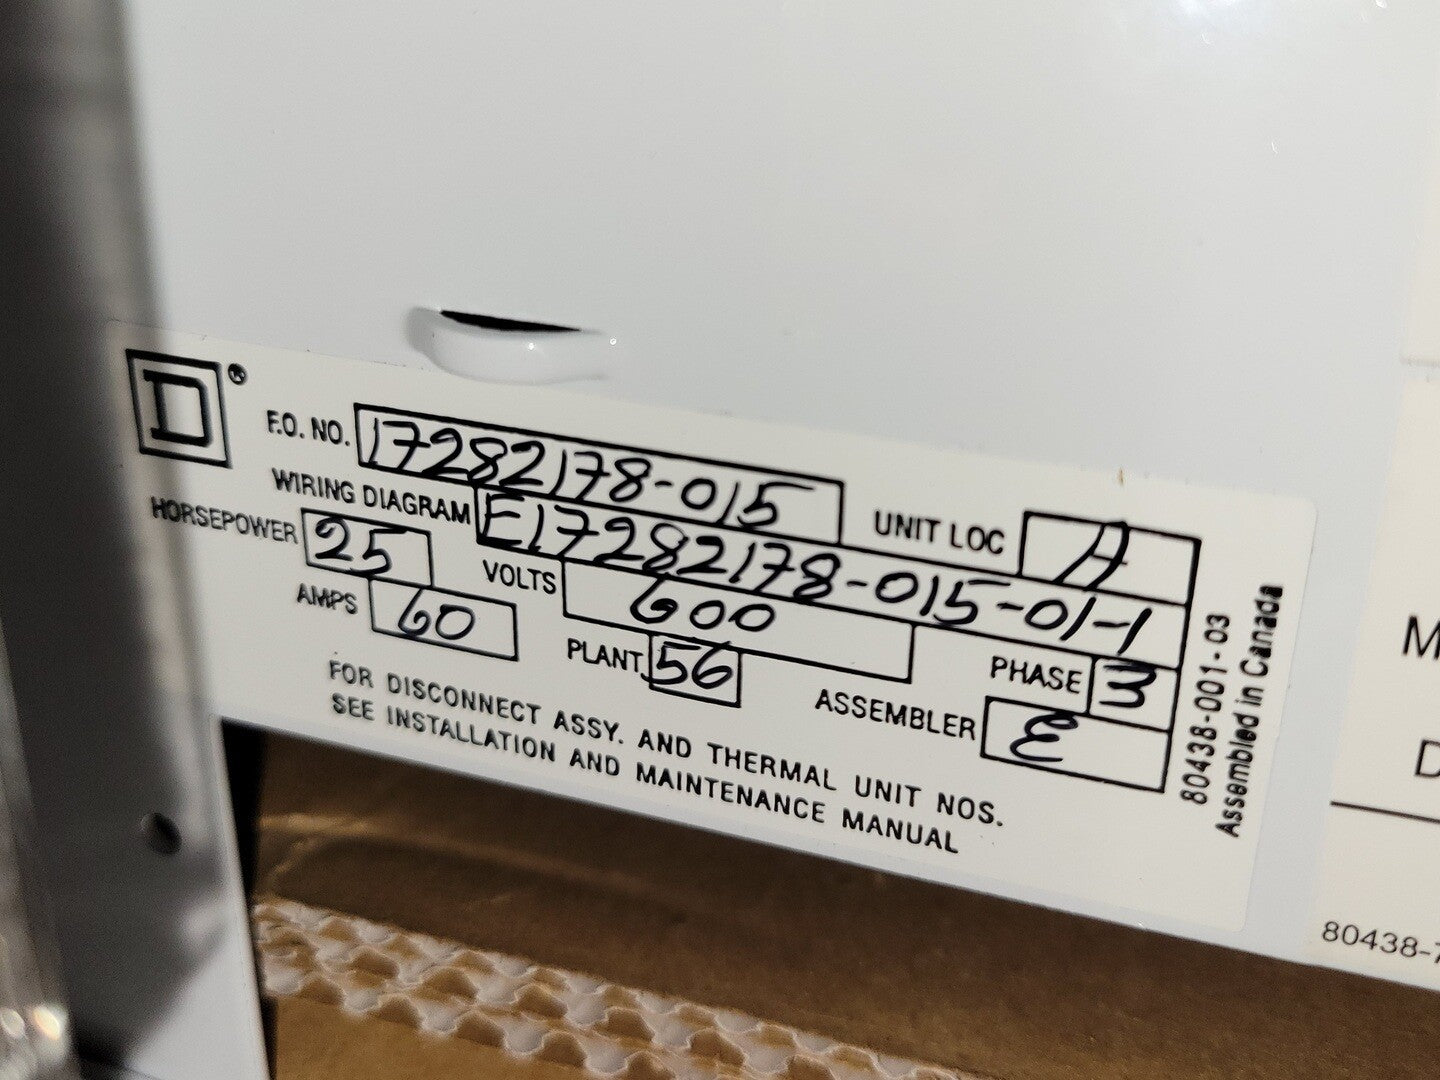 D®
F.O. NO. 17282178-015
UNIT LOC A
WIRING DIAGRAM E17282178-015-01-1
HORSEPOWER 25
VOLTS 600
PHASE 3
AMPS 60
PLANT 56
ASSEMBLER
FOR DISCONNECT ASSY. AND THERMAL UNIT NOS.
SEE INSTALLATION AND MAINTENANCE MANUAL
80438-001-03
Assembled in Canada
M
D
80438-7